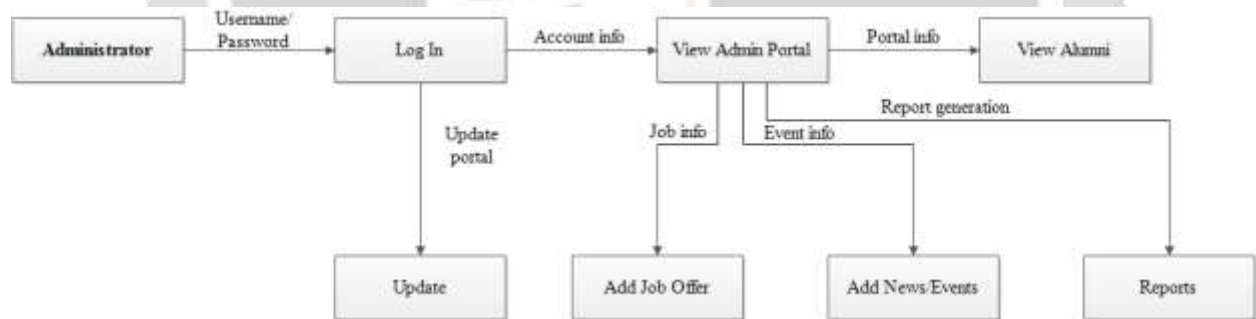 Username/
Password
Administrator
Log In
Account info
View Admin Portal
Portal info
View Alumni
Update
portal
Job info
Event info
Report generation
Update
Add Job Offer
Add News/Events
Reports